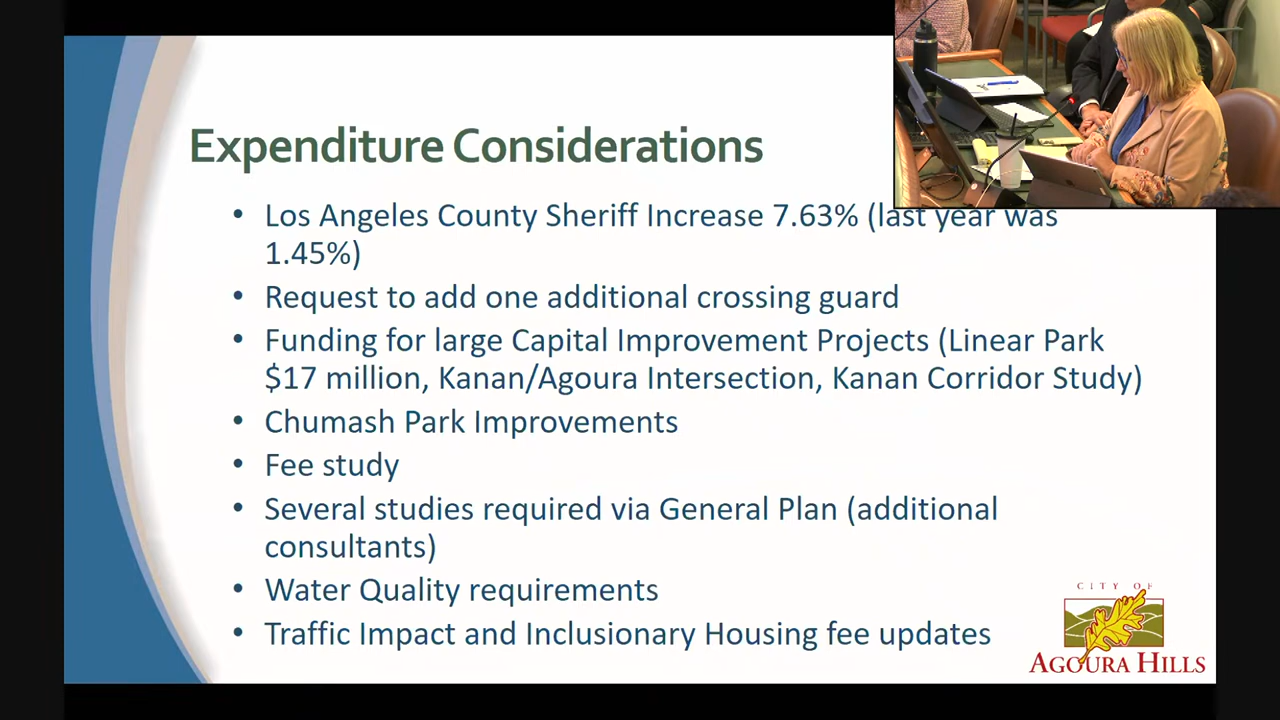 Expenditure Considerations
• Los Angeles County Sheriff Increase 7.63% (last year was
1.45%)
• Request to add one additional crossing guard
• Funding for large Capital Improvement Projects (Linear Park
$17 million, Kanan/Agoura Intersection, Kanan Corridor Study)
• Chumash Park Improvements
• Fee study
• Several studies required via General Plan (additional
consultants)
• Water Quality requirements
• Traffic Impact and Inclusionary Housing fee updates
CITY OF
AGOURA HILLS